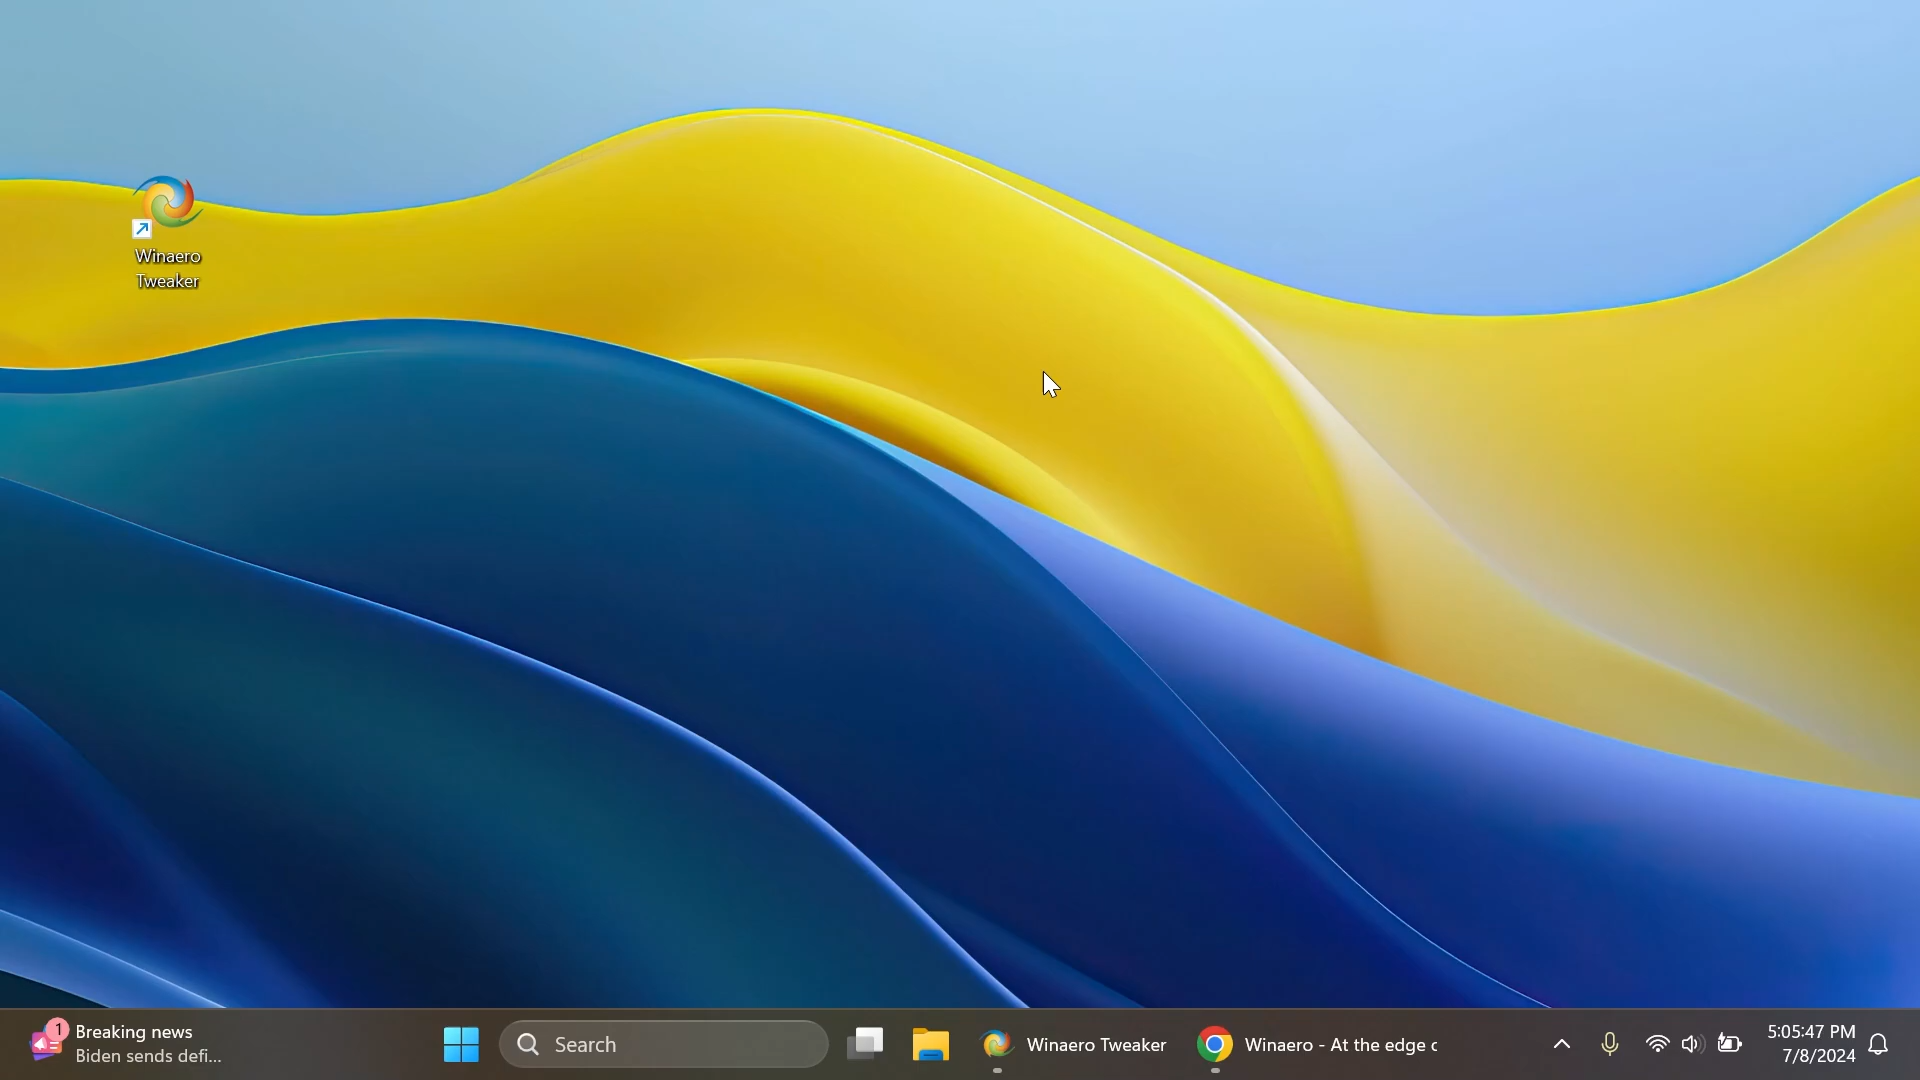 Winaero
Tweaker
1
Breaking news
Biden sends defi...
Search
Winaero Tweaker
Winaero - At the edge c
5:05:47 PM
7/8/2024